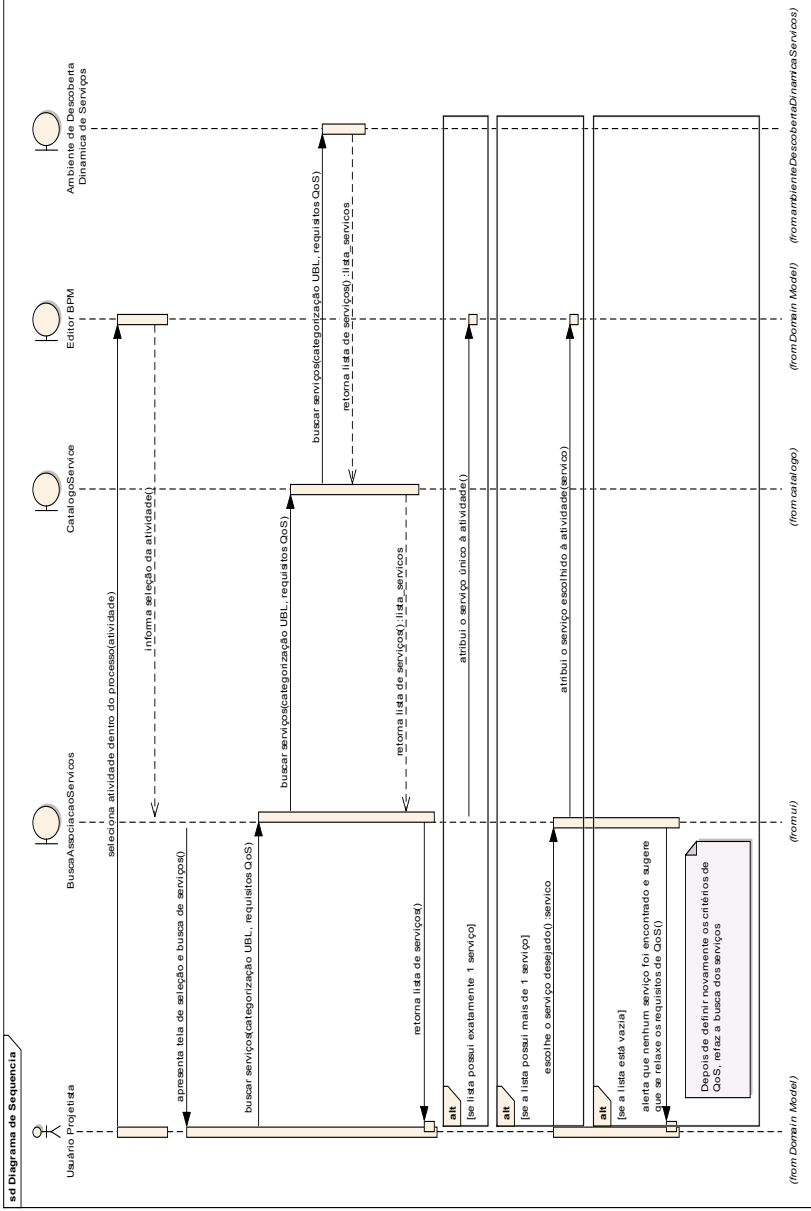 sd Diagrama de Sequencia
Usuário Projetista
BuscaAssociacaoServicos
CatalogoService
Editor BPM
Ambiente de Descoberta
Dinamica de Serviços
seleciona atividade dentro do processo(atividade)
informa seleção da atividade()
apresenta tela de seleção e busca de serviços()
buscar serviços(categorização UBL, requisitos QoS)
buscar serviços(categorização UBL, requisitos QoS)
buscar serviços(categorização UBL, requisitos QoS)
retorna lista de serviços() :lista_servicos
retorna lista de serviços() :lista_servicos
retorna lista de serviços()
alt
[se lista possui exatamente 1 serviço]
atribui o serviço único à atividade()
alt
[se a lista possui mais de 1 serviço]
escolhe o serviço desejado() :servico
atribui o serviço escolhido à atividade(servico)
alt
[se a lista está vazia]
alerta que nenhum serviço foi encontrado e sugere
que se relaxe os requisitos de QoS()
Depois de definir novamente os critérios de
QoS, refaz a busca dos serviços
(from Domain Model)
(from ui)
(from catalogo)
(from Domain Model)
(from ambienteDescobertaDinamicaServicos)